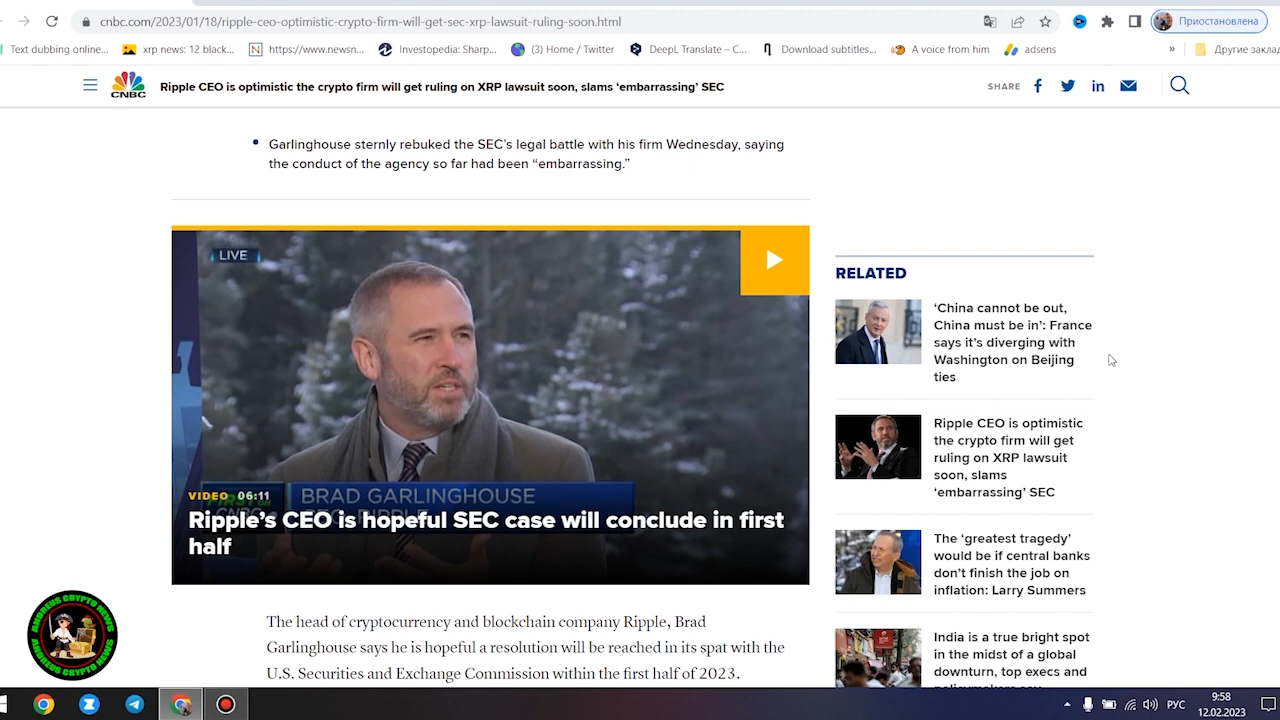 cnbc.com/2023/01/18/ripple-ceo-optimistic-crypto-firm-will-get-sec-xrp-lawsuit-ruling-soon.html
Приостановлена
Text dubbing online...
xrp news: 12 black...
https://www.newsn...
Investopedia: Sharp...
(3) Home / Twitter
DeepL Translate – C...
Download subtitles...
A voice from him
adsens
»
Другие закла
CNBC
Ripple CEO is optimistic the crypto firm will get ruling on XRP lawsuit soon, slams ‘embarrassing’ SEC
SHARE
• Garlinghouse sternly rebuked the SEC’s legal battle with his firm Wednesday, saying
the conduct of the agency so far had been “embarrassing.”
LIVE
VIDEO 06:11
BRAD GARLINGHOUSE
Ripple’s CEO is hopeful SEC case will conclude in first
half
The head of cryptocurrency and blockchain company Ripple, Brad
Garlinghouse says he is hopeful a resolution will be reached in its spat with the
U.S. Securities and Exchange Commission within the first half of 2023.
RELATED
‘China cannot be out,
China must be in’: France
says it’s diverging with
Washington on Beijing
ties
Ripple CEO is optimistic
the crypto firm will get
ruling on XRP lawsuit
soon, slams
‘embarrassing’ SEC
The ‘greatest tragedy’
would be if central banks
don’t finish the job on
inflation: Larry Summers
India is a true bright spot
in the midst of a global
downturn, top execs and
ANDREUS CRYPTO NEWS
ANDREUS CRYPTO NEWS
РУС
9:58
12.02.2023